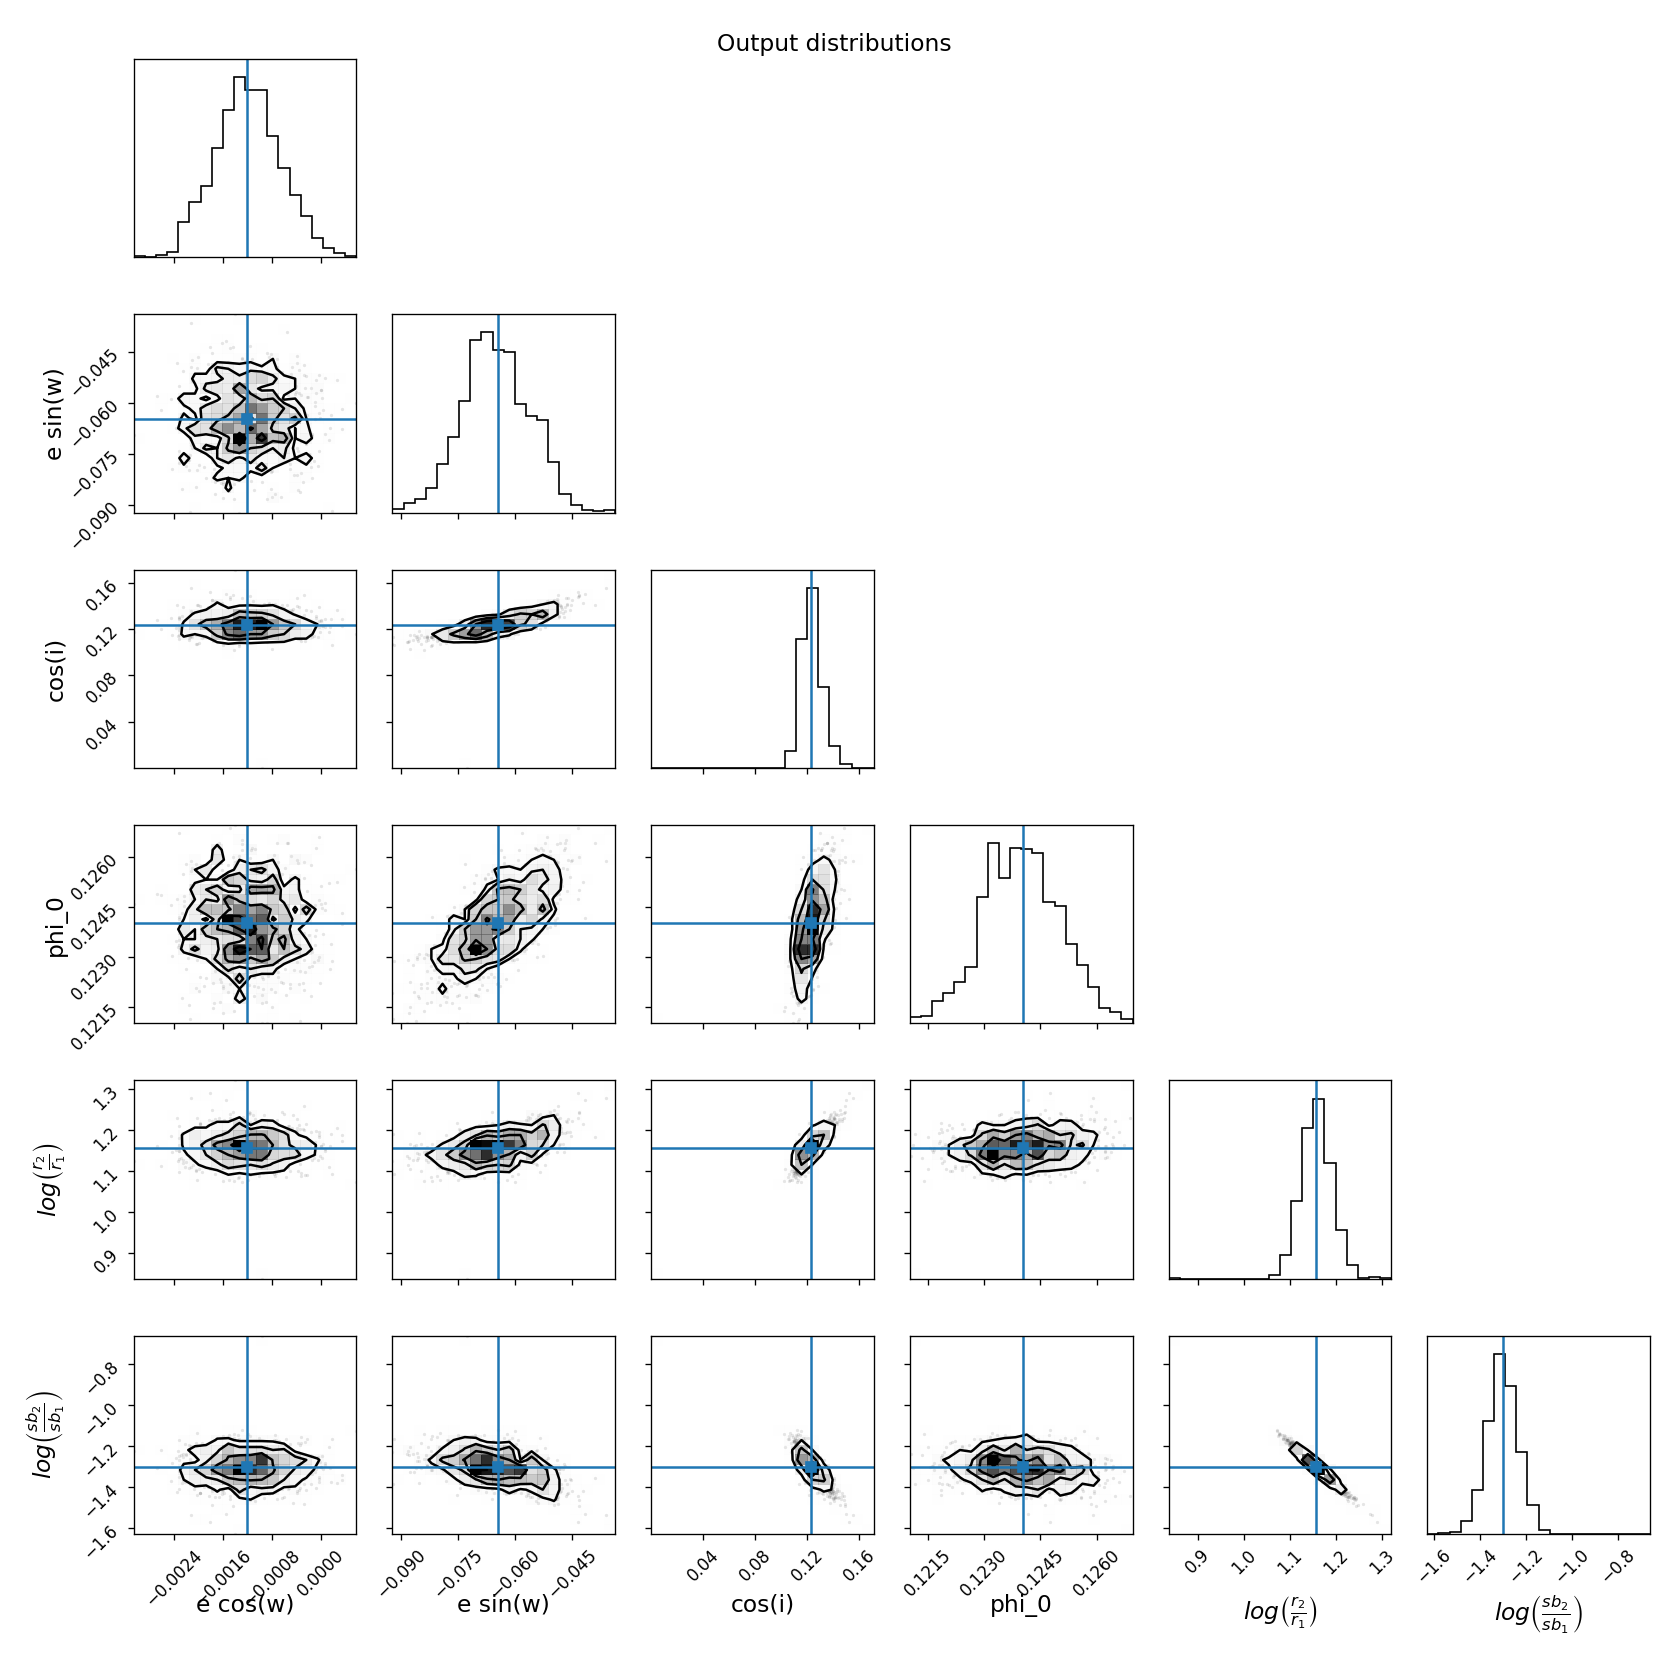 Output distributions
e sin(w)
−0.045
−0.060
−0.075
−0.090
cos(i)
0.16
0.12
0.08
0.04
phi_0
0.1260
0.1245
0.1230
0.1215
log(r2/r1)
1.3
1.2
1.1
1.0
0.9
log(sb2/sb1)
−0.8
−1.0
−1.2
−1.4
−1.6
−0.0024 −0.0016 −0.0008 0.0000
−0.090 −0.075 −0.060 −0.045
0.04 0.08 0.12 0.16
0.1215 0.1230 0.1245 0.1260
0.9 1.0 1.1 1.2 1.3
−1.6 −1.4 −1.2 −1.0 −0.8
e cos(w) e sin(w) cos(i) phi_0 log(r2/r1) log(sb2/sb1)